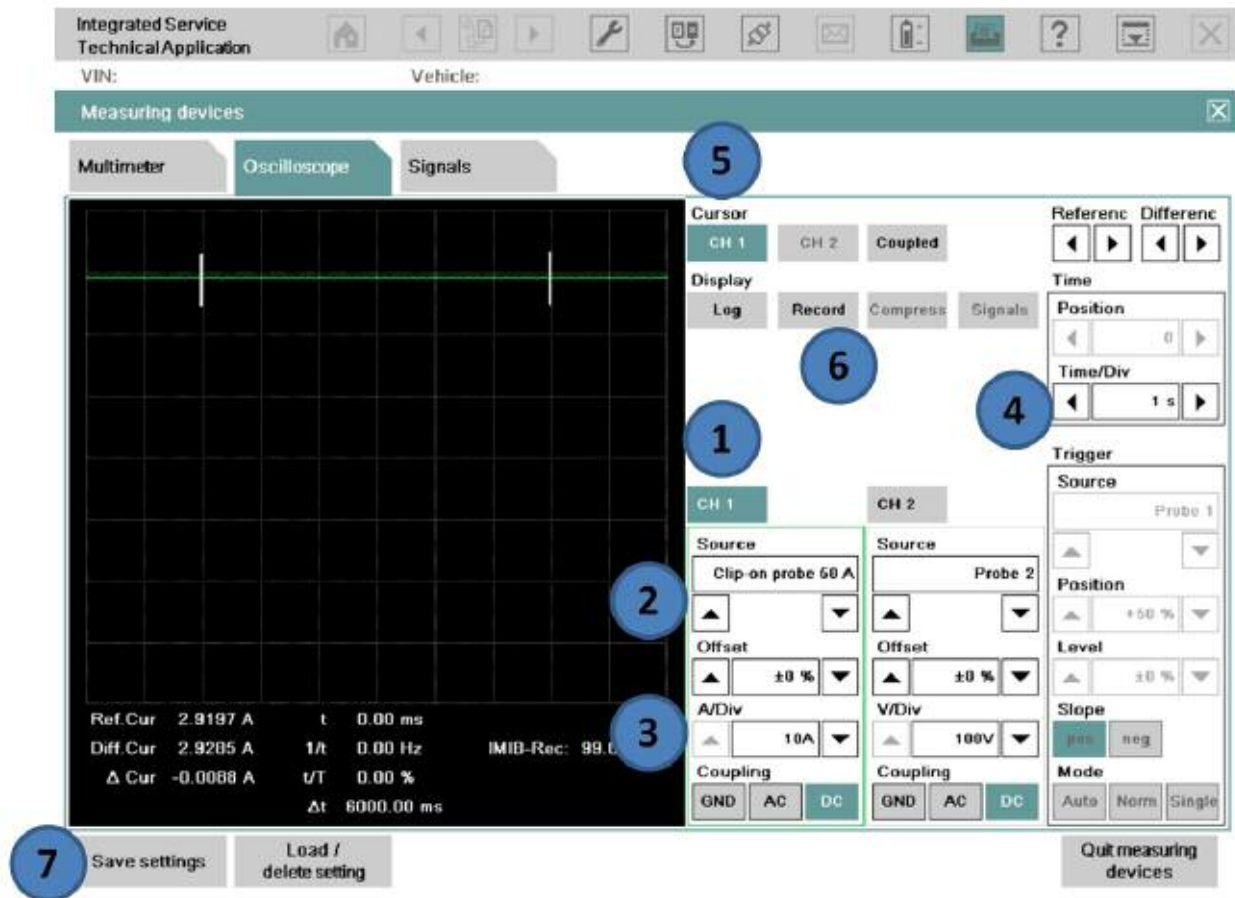 Integrated Service
Technical Application
VIN:
Vehicle:
Measuring devices
Multimeter
Oscilloscope
Signals
5
Cursor
CH 1
CH 2
Coupled
Referenc
Differenc
Display
Log
Record
Compress
Signals
6
Time
Position
0
Time/Div
4
1 s
1
CH 1
CH 2
Source
Clip-on probe 50 A
2
Offset
±0 %
A/Div
3
10A
Coupling
GND
AC
DC
Source
Probe 2
Offset
±0 %
V/Div
100V
Coupling
GND
AC
DC
Trigger
Source
Probe 1
Position
+50 %
Level
±0 %
Slope
pos
neg
Mode
Auto
Norm
Single
Ref.Cur 2.9197 A t 0.00 ms
Diff.Cur 2.9285 A 1/t 0.00 Hz IMIB-Rec:
Δ Cur -0.0088 A t/T 0.00 %
Δt 6000.00 ms
7
Save settings
Load /
delete setting
Quit measuring
devices